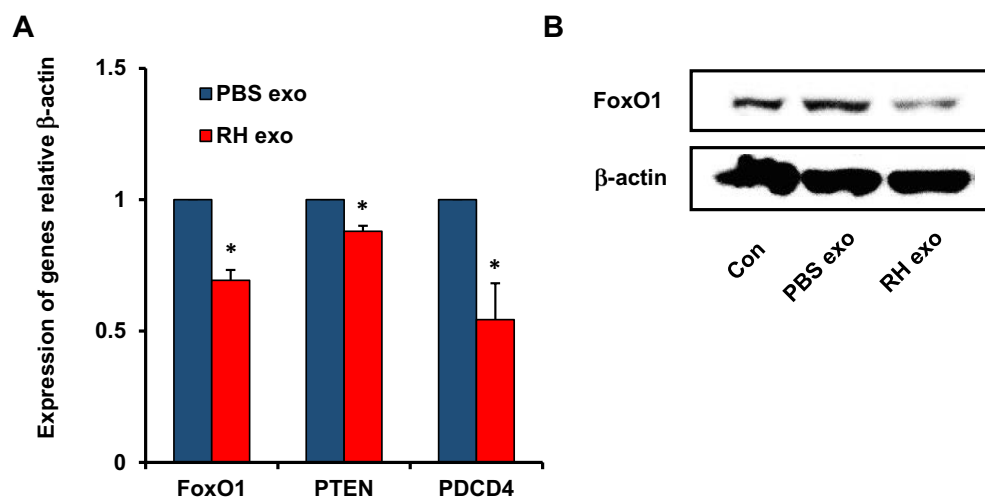 A
Expression of genes relative β-actin
1.5
1
0.5
0
PBS exo
RH exo
*
*
*
FoxO1 PTEN PDCD4
B
FoxO1
β-actin
Con PBS exo RH exo